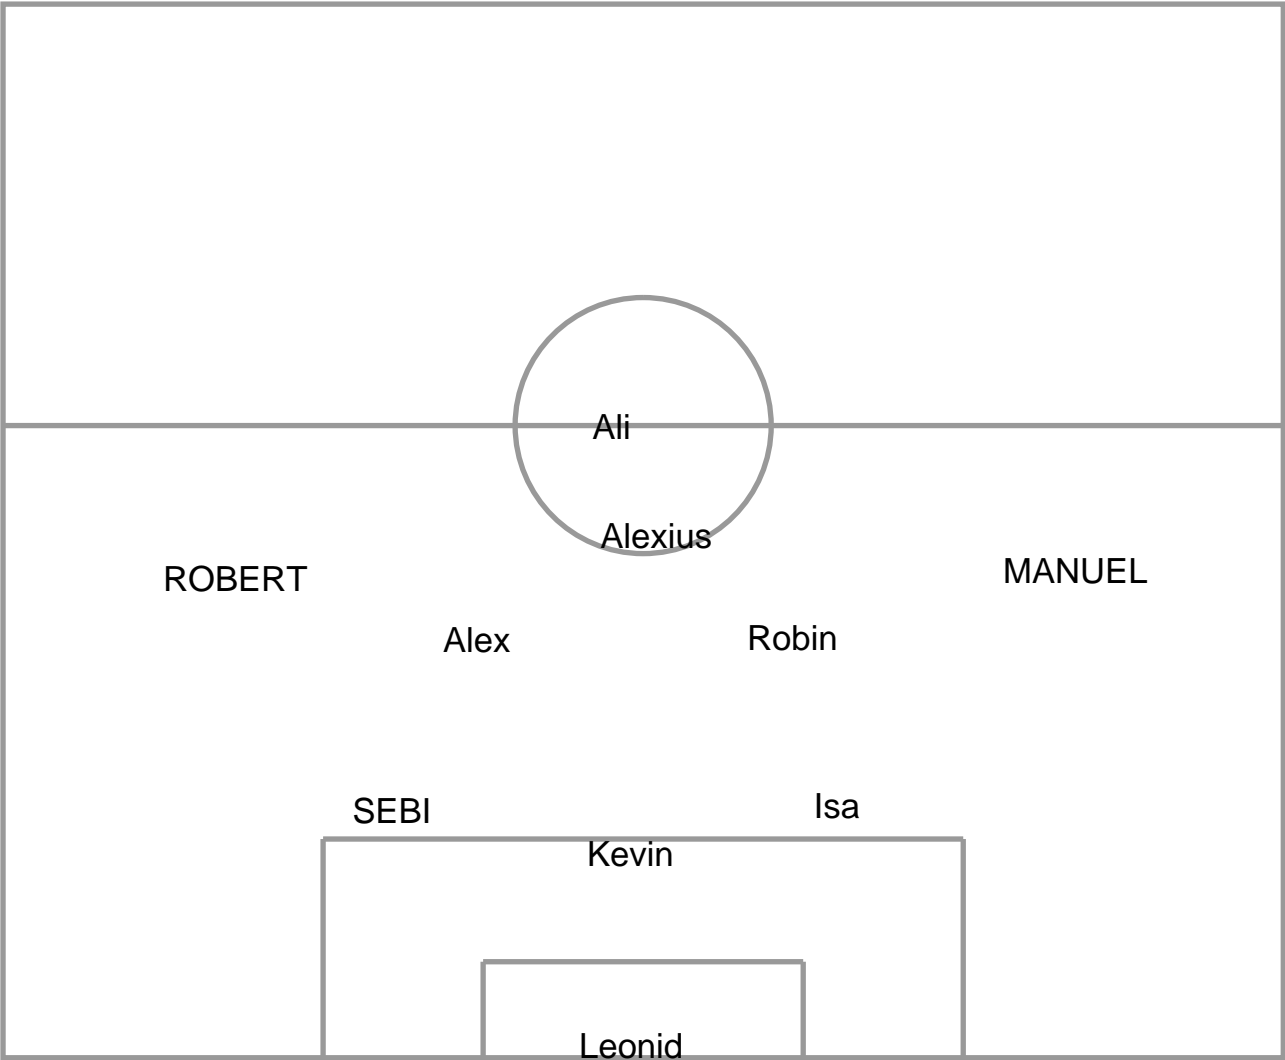 Ali
Alexius
ROBERT
MANUEL
Alex
Robin
SEBI
Isa
Kevin
Leonid